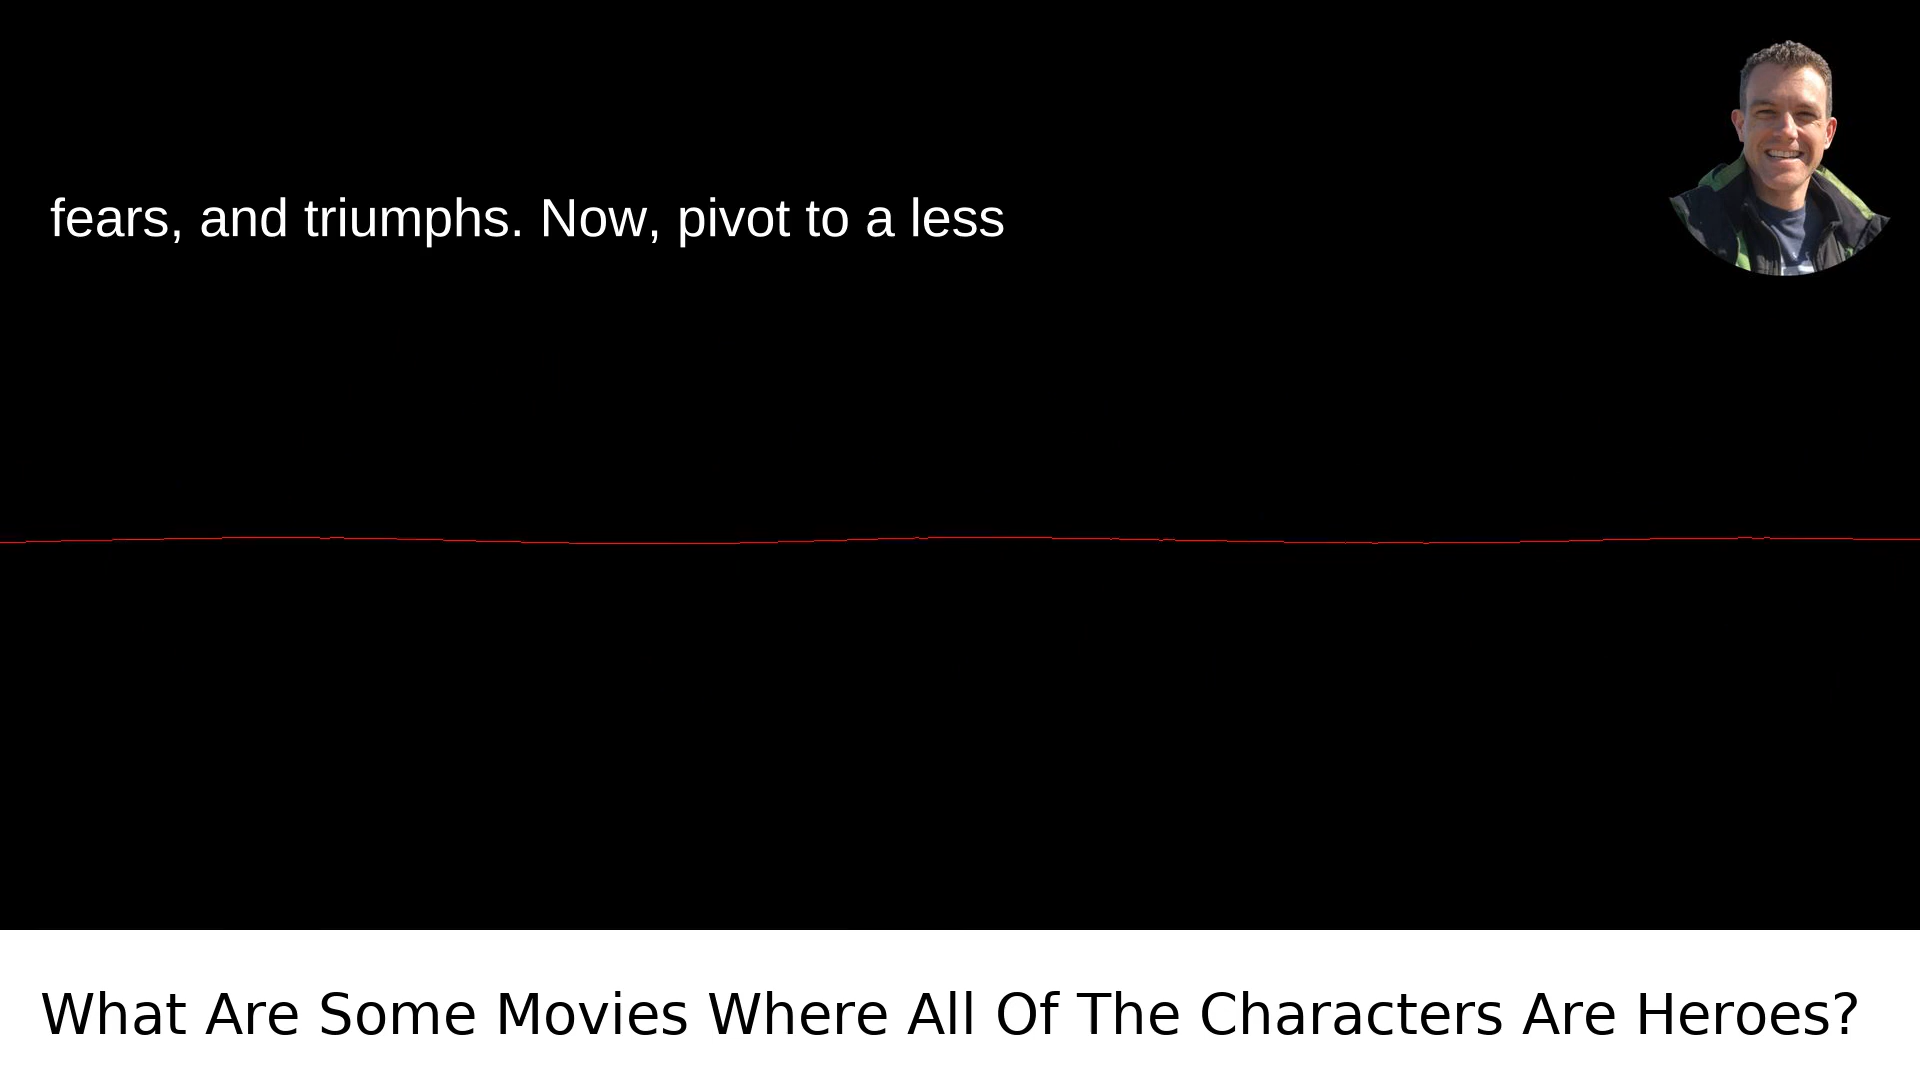 fears, and triumphs. Now, pivot to a less
What Are Some Movies Where All Of The Characters Are Heroes?